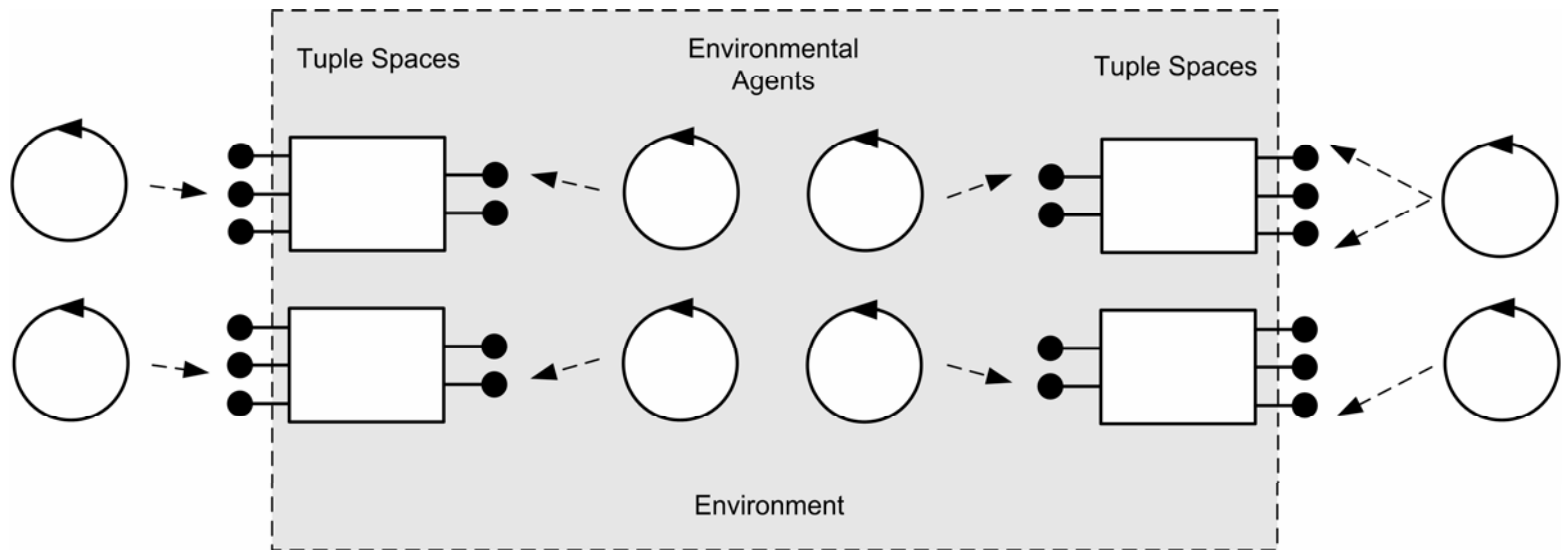 Tuple Spaces
Environmental
Agents
Tuple Spaces
Environment